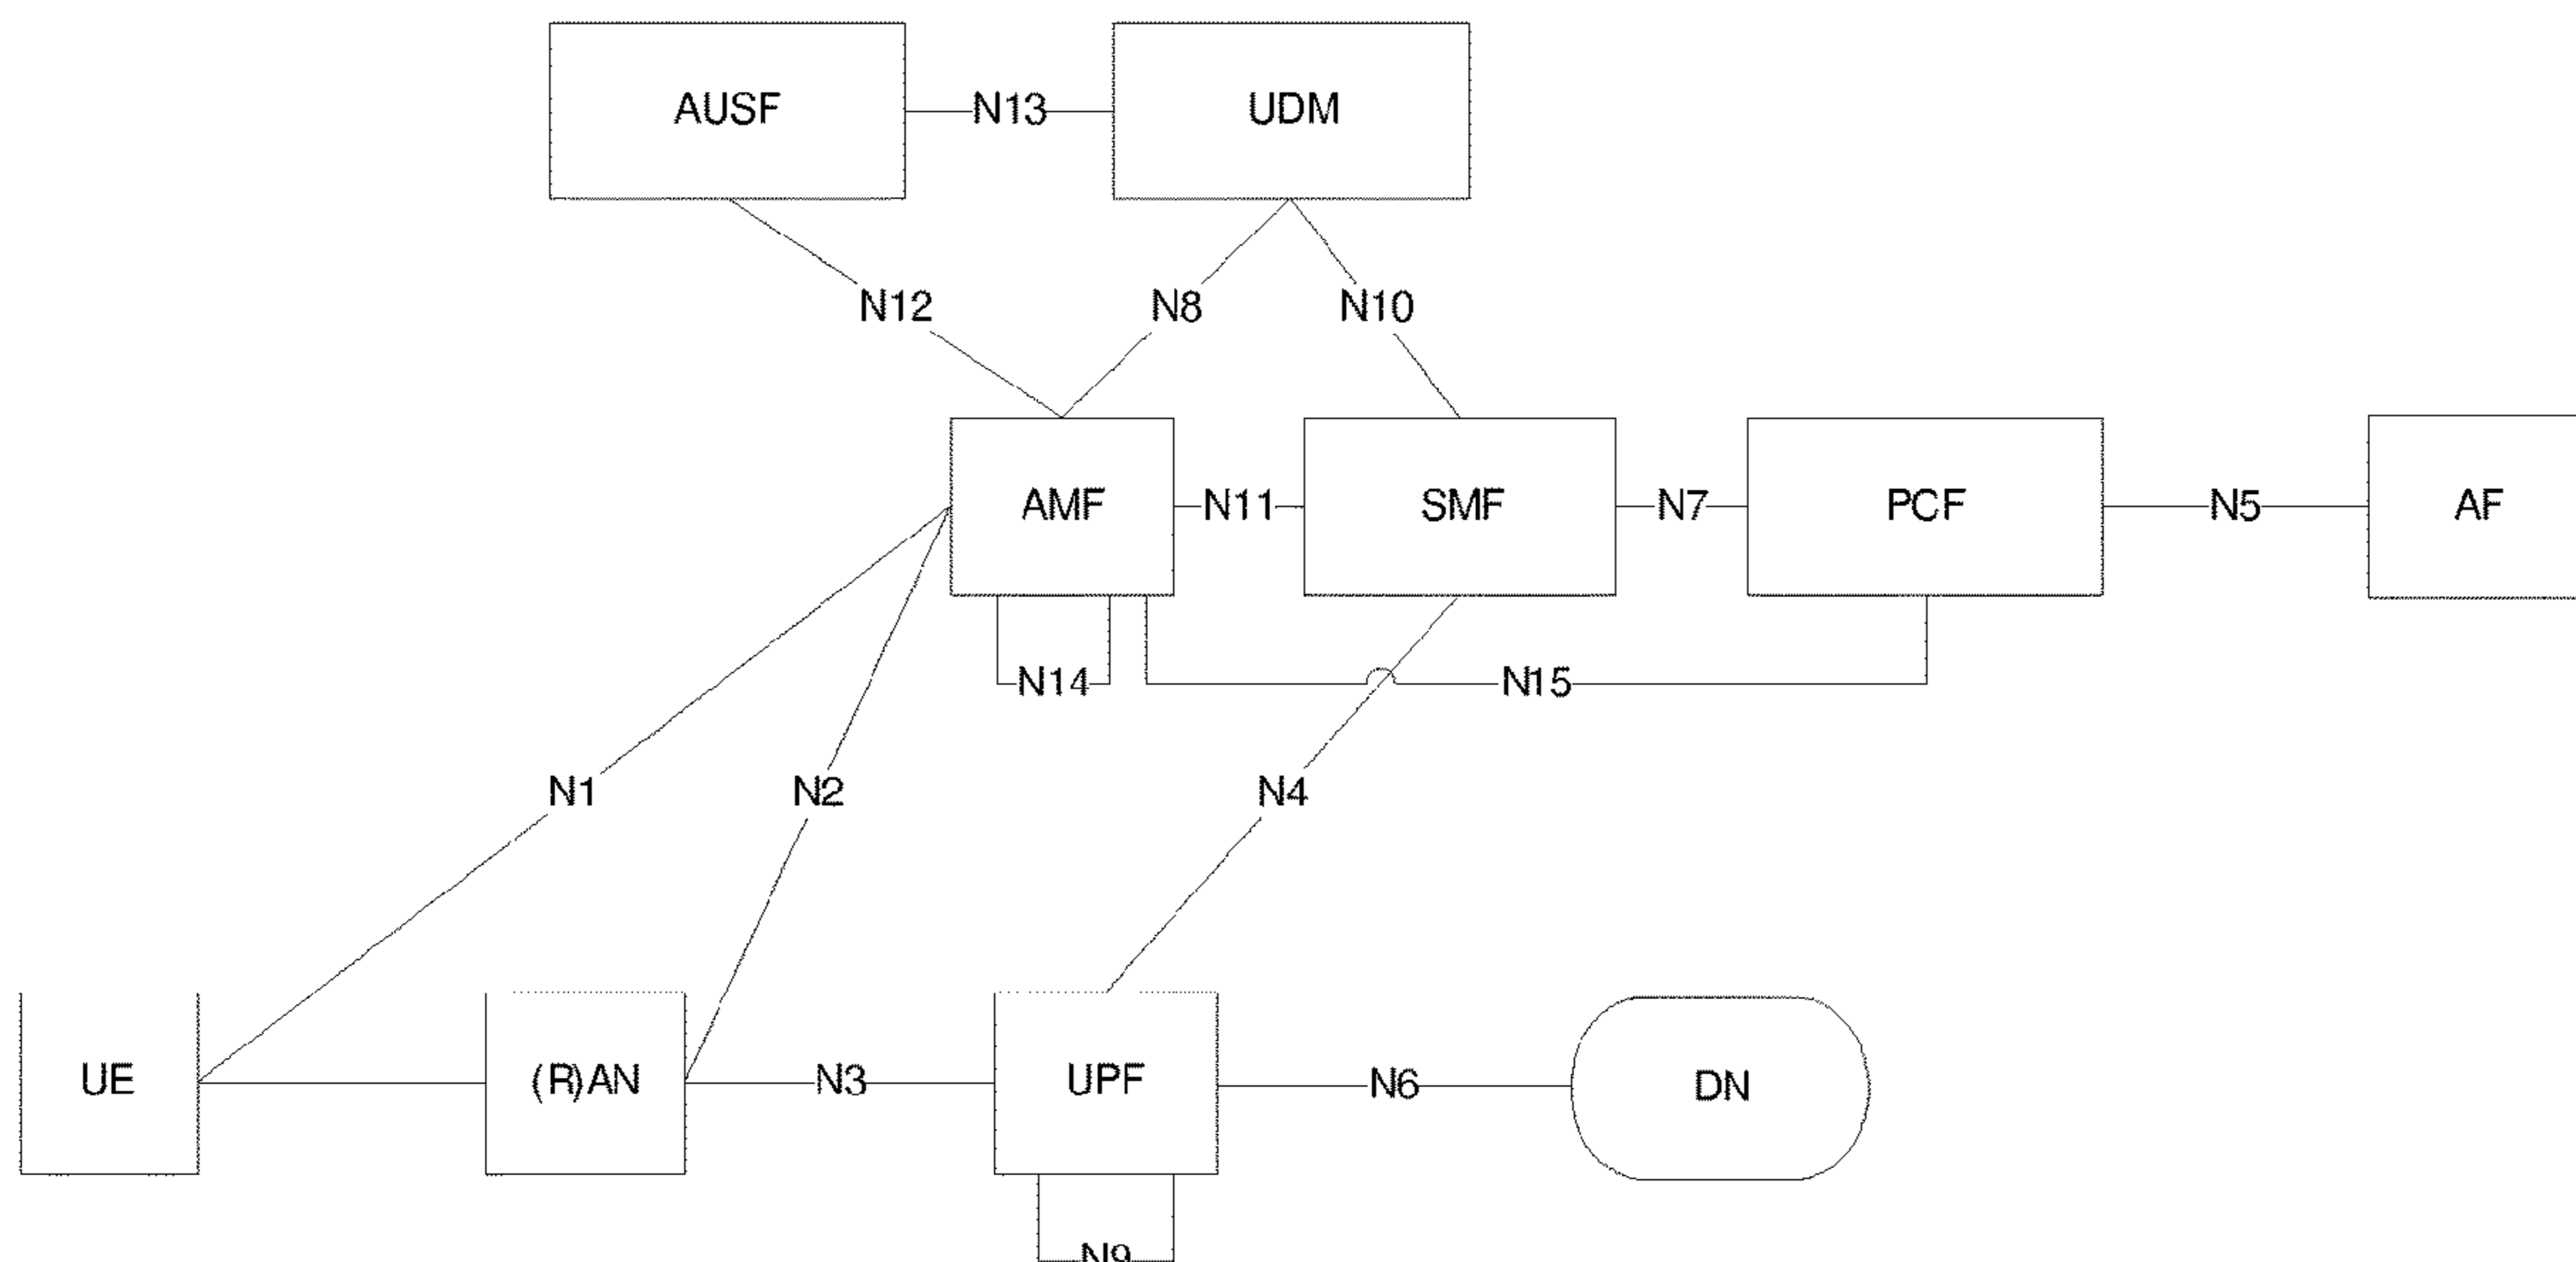 AUSF N13 UDM
N12 N8 N10
AMF N11 SMF N7 PCF N5 AF
N14 N15
N1 N2 N4
UE (R)AN N3 UPF N6 DN
N9